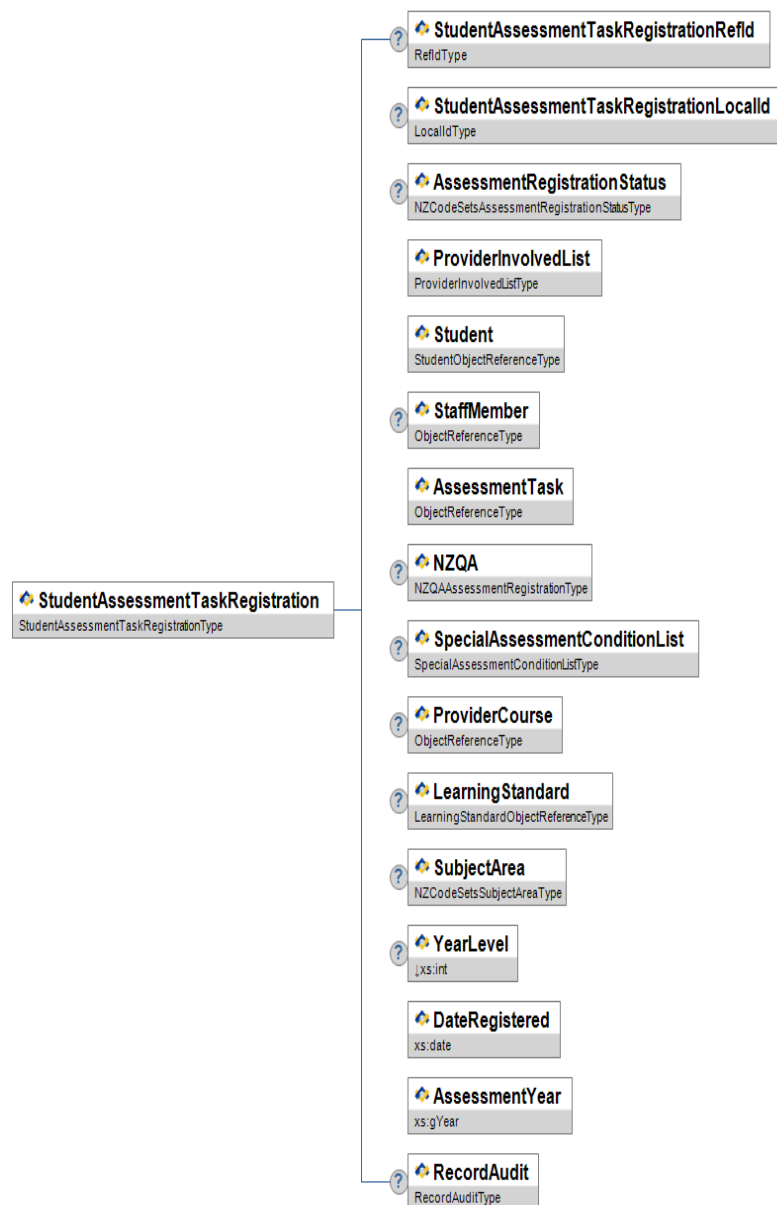 ?
StudentAssessmentTaskRegistrationRefId
RefIdType
?
StudentAssessmentTaskRegistrationLocalId
LocalIdType
?
AssessmentRegistrationStatus
NZCodeSetsAssessmentRegistrationStatusType
ProviderInvolvedList
ProviderInvolvedListType
Student
StudentObjectReferenceType
?
StaffMember
ObjectReferenceType
AssessmentTask
ObjectReferenceType
?
NZQA
NZQAAssessmentRegistrationType
StudentAssessmentTaskRegistration
StudentAssessmentTaskRegistrationType
?
SpecialAssessmentConditionList
SpecialAssessmentConditionListType
?
ProviderCourse
ObjectReferenceType
?
LearningStandard
LearningStandardObjectReferenceType
?
SubjectArea
NZCodeSetsSubjectAreaType
?
YearLevel
↓xs:int
DateRegistered
xs:date
AssessmentYear
xs:gYear
?
RecordAudit
RecordAuditType